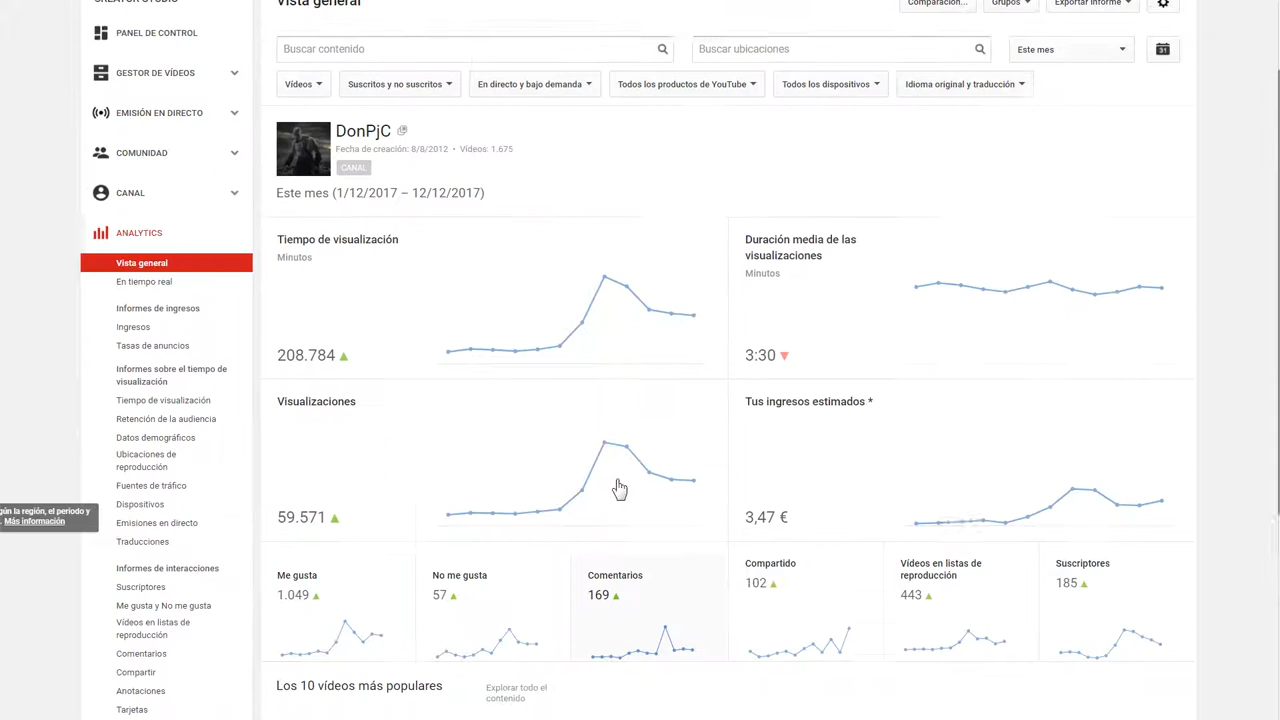 CREATOR STUDIO
PANEL DE CONTROL
GESTOR DE VÍDEOS
EMISIÓN EN DIRECTO
COMUNIDAD
CANAL
ANALYTICS
Vista general
En tiempo real
Informes de ingresos
Ingresos
Tasas de anuncios
Informes sobre el tiempo de
visualización
Tiempo de visualización
Retención de la audiencia
Datos demográficos
Ubicaciones de
reproducción
Fuentes de tráfico
Dispositivos
Emisiones en directo
Traducciones
Informes de interacciones
Suscriptores
Me gusta y No me gusta
Vídeos en listas de
reproducción
Comentarios
Compartir
Anotaciones
Tarjetas
gún la región, el periodo y
. Más información
Vista general
Comparación...
Grupos
Exportar informe
Buscar contenido
Buscar ubicaciones
Este mes
31
Vídeos
Suscritos y no suscritos
En directo y bajo demanda
Todos los productos de YouTube
Todos los dispositivos
Idioma original y traducción
DonPjC
Fecha de creación: 8/8/2012 • Vídeos: 1.675
CANAL
Este mes (1/12/2017 – 12/12/2017)
Tiempo de visualización
Minutos
208.784
Duración media de las
visualizaciones
Minutos
3:30
Visualizaciones
59.571
Tus ingresos estimados *
3,47 €
Me gusta
1.049
No me gusta
57
Comentarios
169
Compartido
102
Vídeos en listas de
reproducción
443
Suscriptores
185
Los 10 vídeos más populares
Explorar todo el
contenido